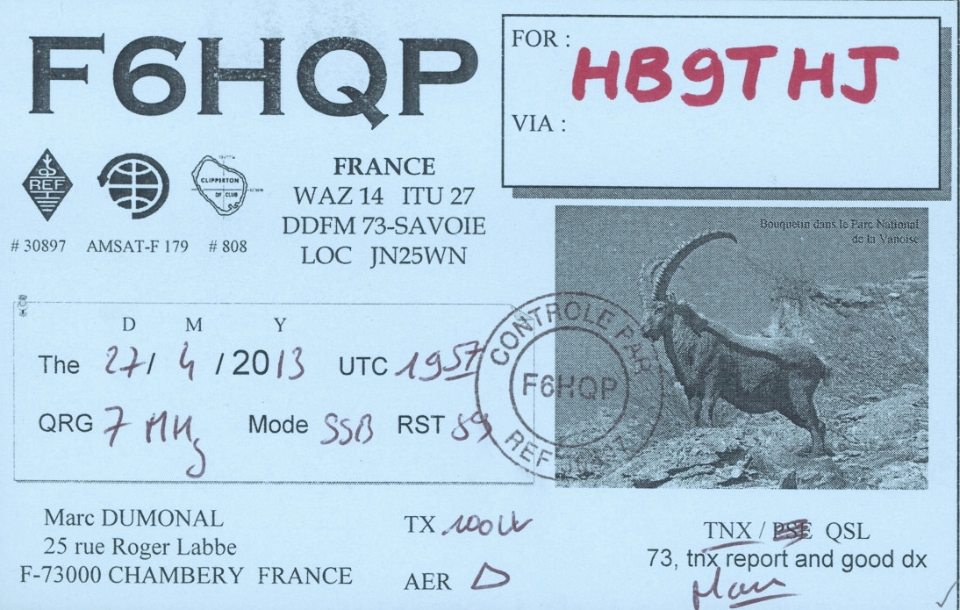 F6HQP
FOR :
HB9THJ
VIA :
REF
CLIPPERTON
DX CLUB
# 30897 AMSAT-F 179 # 808
FRANCE
WAZ 14 ITU 27
DDFM 73-SAVOIE
LOC JN25WN
Bouquetin dans le Parc National
de la Vanoise
D M Y
The 27/ 4 / 2013 UTC 1957
QRG 7 MHz Mode SSB RST 59
CONTROLE PAR
F6HQP
REF
Marc DUMONAL
25 rue Roger Labbe
F-73000 CHAMBERY FRANCE
TX 100W
AER
TNX / PSE QSL
73, tnx report and good dx
Marc